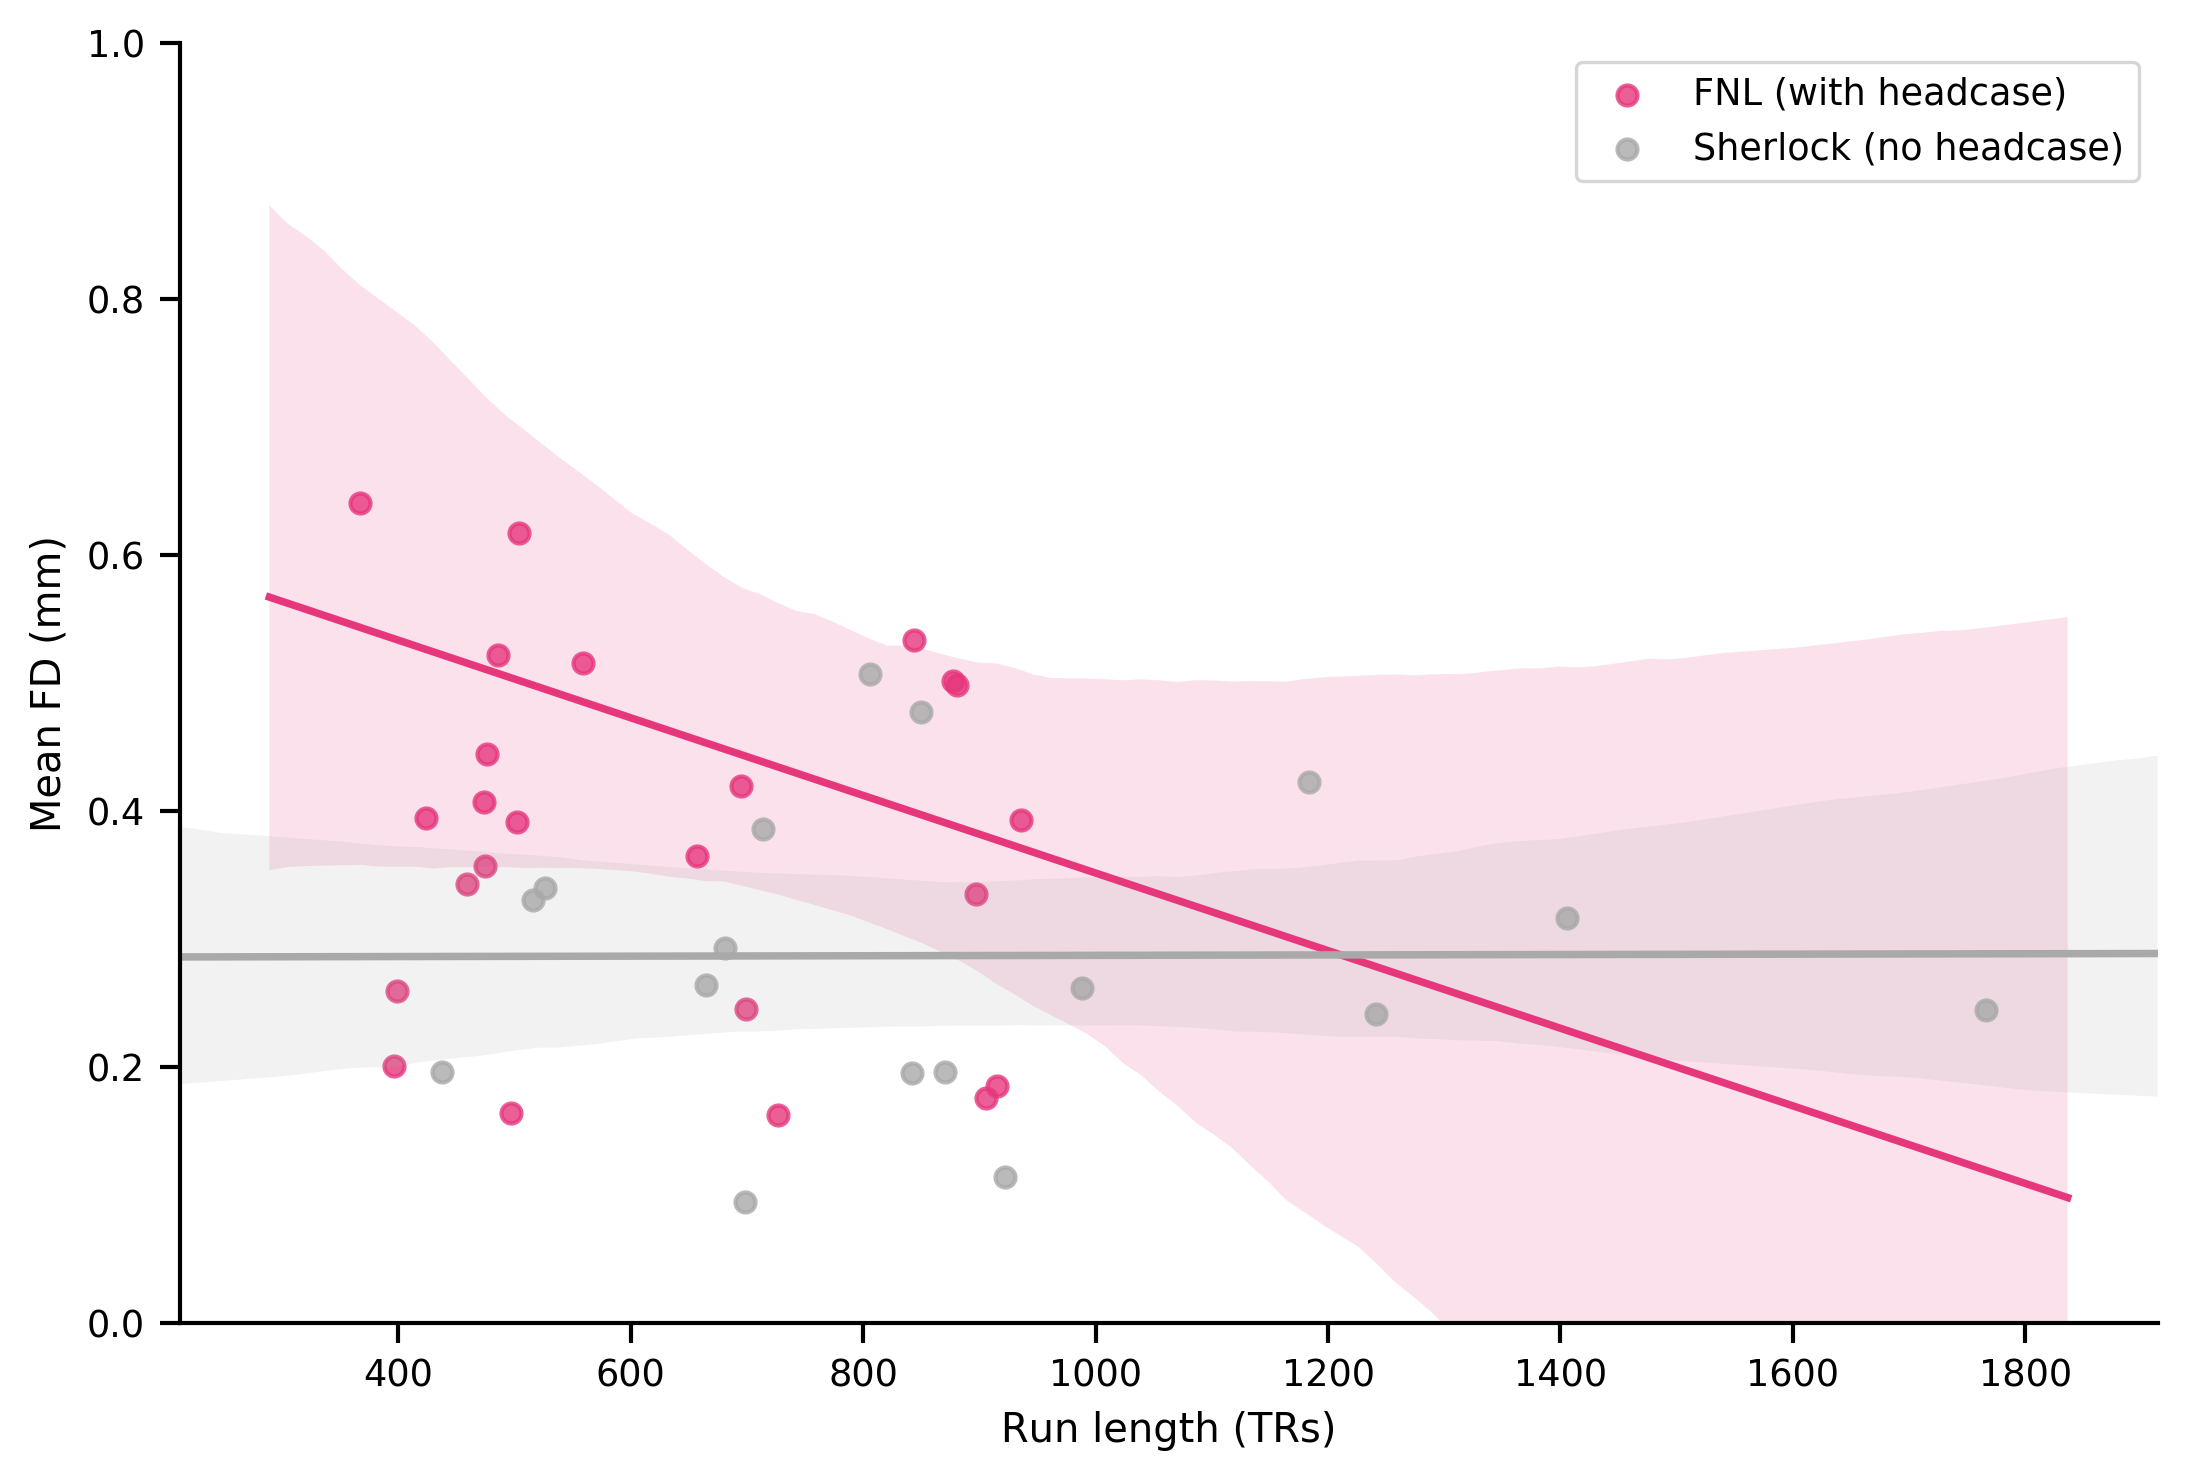 1.0
0.8
0.6
0.4
0.2
0.0
Mean FD (mm)
FNL (with headcase)
Sherlock (no headcase)
400 600 800 1000 1200 1400 1600 1800
Run length (TRs)